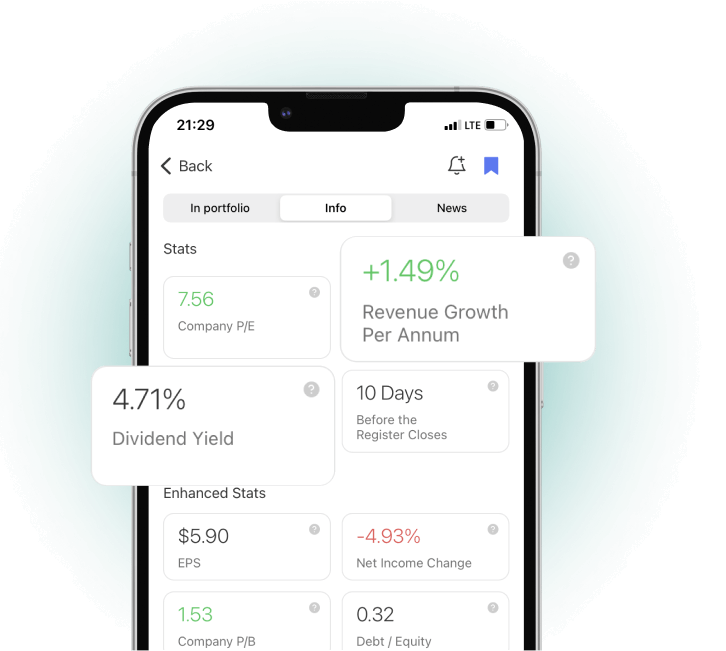 21:29
LTE
Back
In portfolio
Info
News
Stats
7.56
Company P/E
+1.49%
Revenue Growth
Per Annum
4.71%
Dividend Yield
10 Days
Before the
Register Closes
Enhanced Stats
$5.90
EPS
-4.93%
Net Income Change
1.53
Company P/B
0.32
Debt / Equity